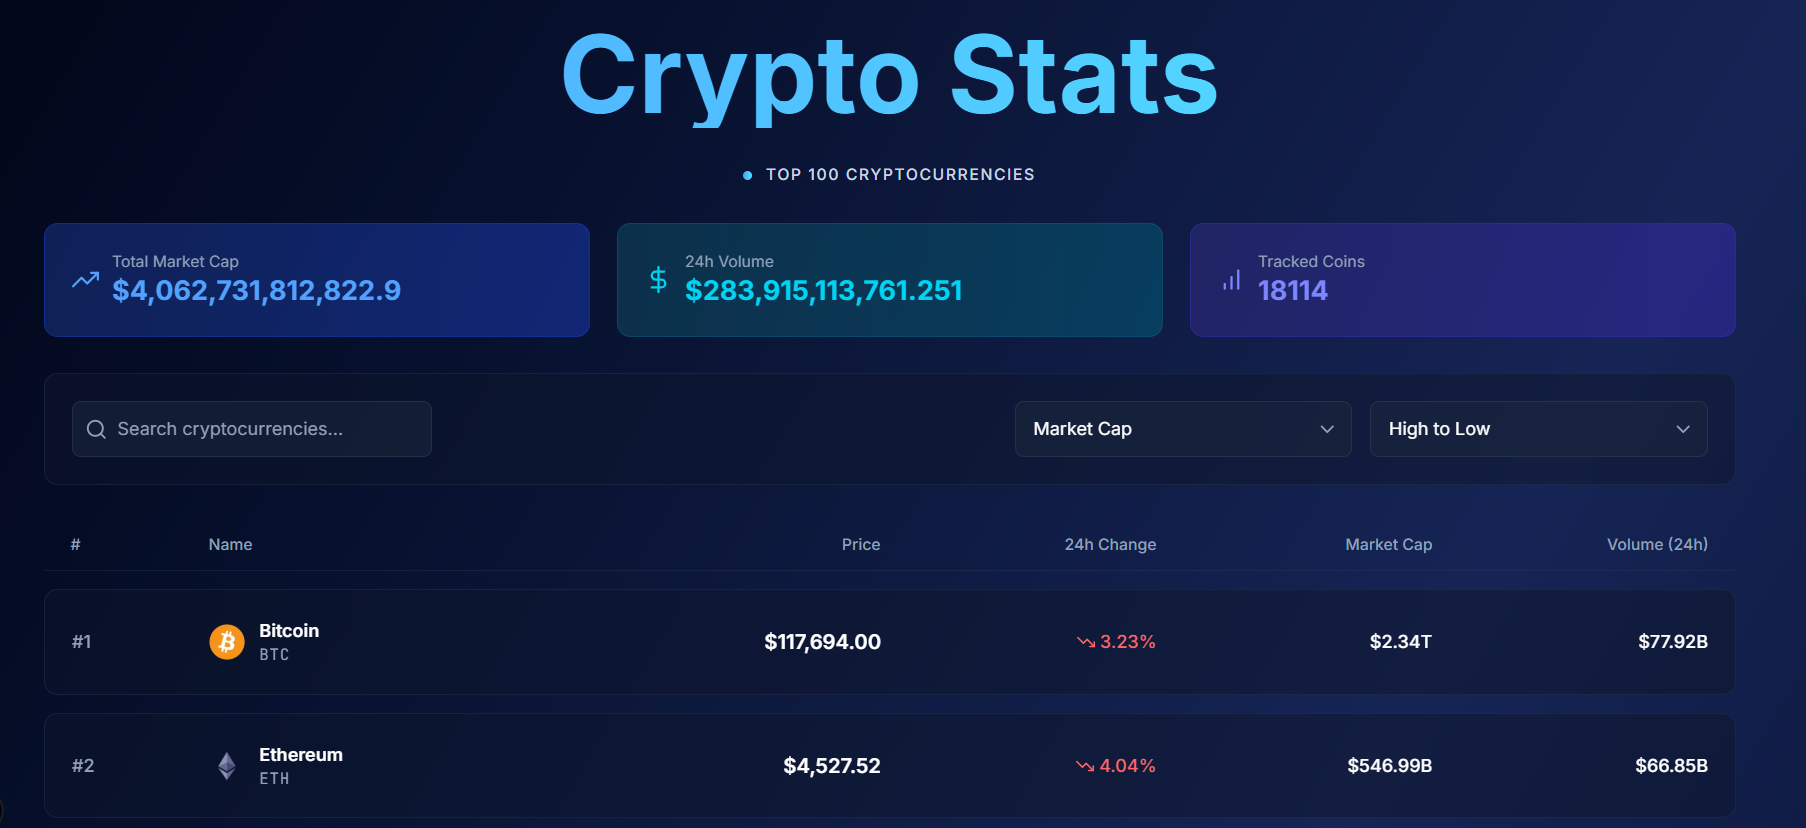 Crypto Stats
TOP 100 CRYPTOCURRENCIES
Total Market Cap
$4,062,731,812,822.9
24h Volume
$283,915,113,761.251
Tracked Coins
18114
Search cryptocurrencies...
Market Cap
High to Low
# Name Price 24h Change Market Cap Volume (24h)
#1 Bitcoin BTC $117,694.00 3.23% $2.34T $77.92B
#2 Ethereum ETH $4,527.52 4.04% $546.99B $66.85B